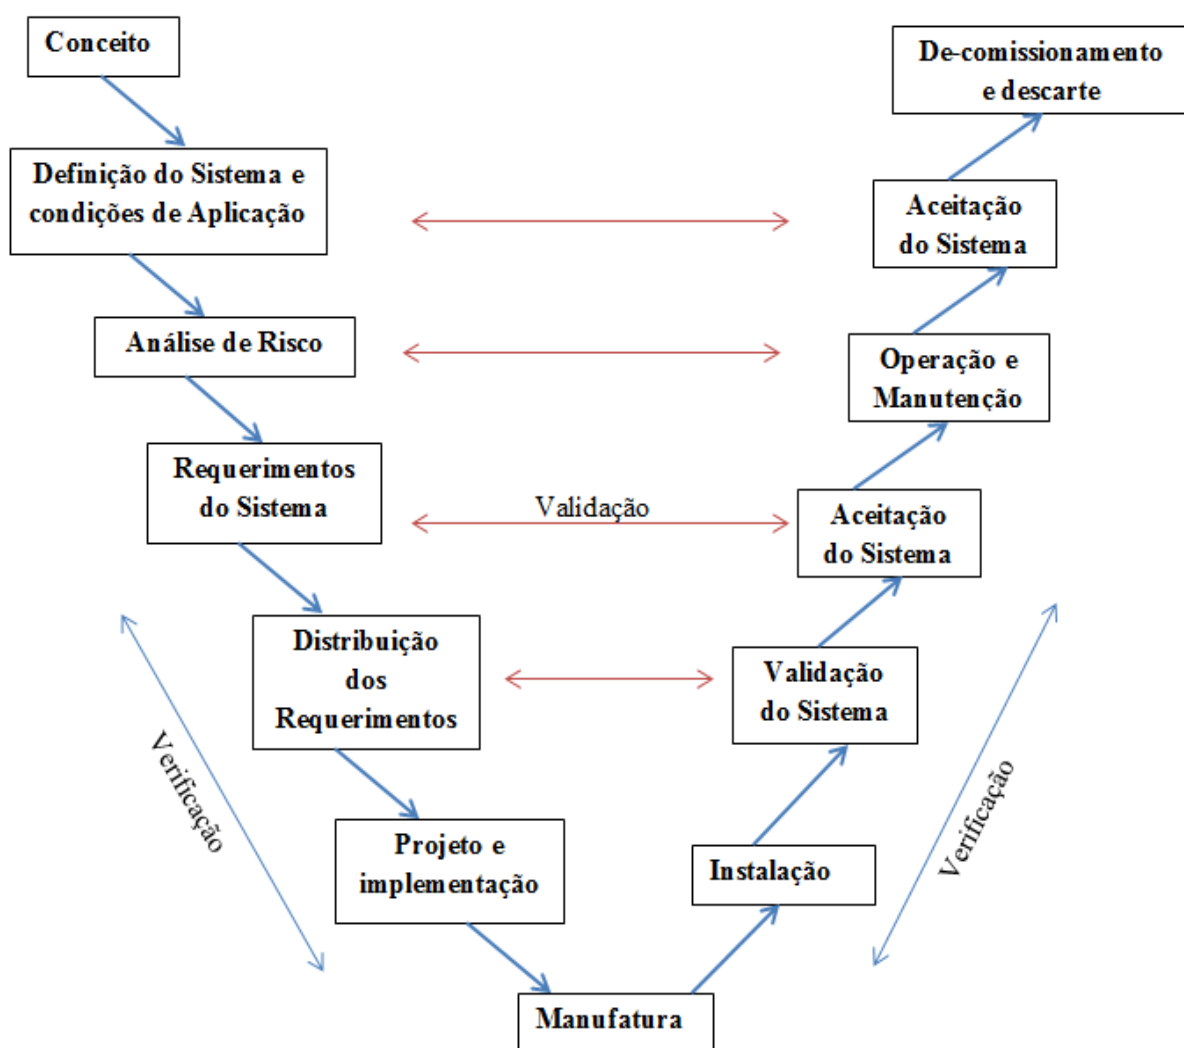 Conceito
De-comissionamento
e descarte
Definição do Sistema e
condições de Aplicação
Aceitação
do Sistema
Análise de Risco
Operação e
Manutenção
Requerimentos
do Sistema
Validação
Aceitação
do Sistema
Distribuição
dos
Requerimentos
Validação
do Sistema
Verificação
Verificação
Projeto e
implementação
Instalação
Manufatura